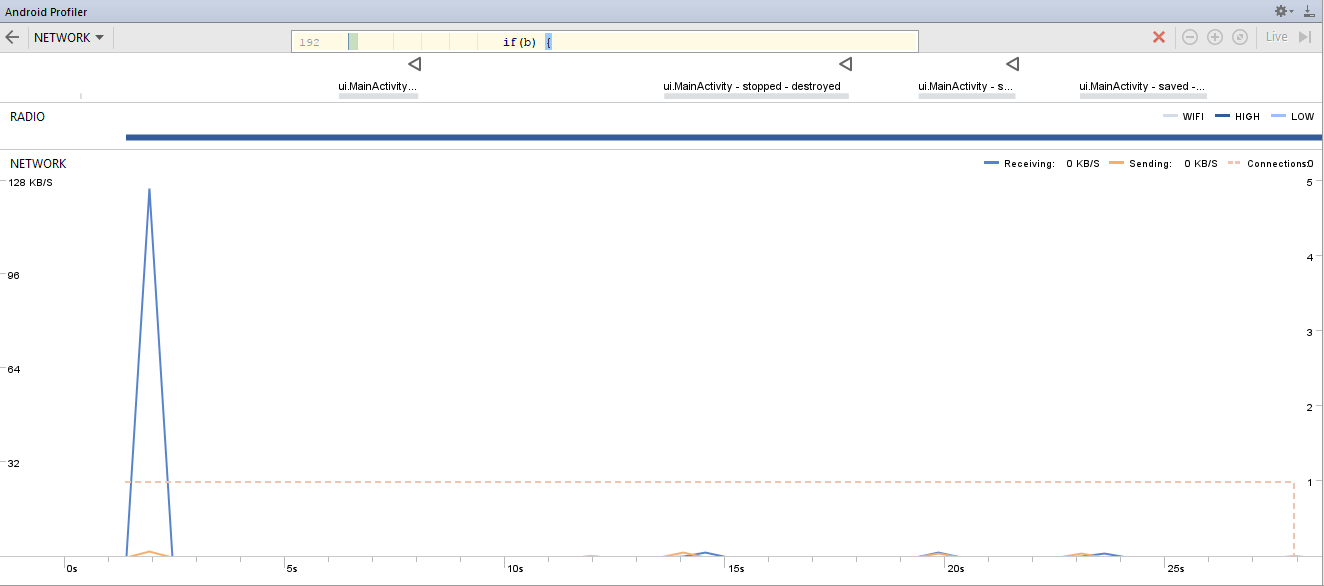 Android Profiler
NETWORK
192 if(b) {
Live
ui.MainActivity...
ui.MainActivity - stopped - destroyed
ui.MainActivity - s...
ui.MainActivity - saved -...
RADIO
WIFI HIGH LOW
NETWORK
Receiving: 0 KB/S Sending: 0 KB/S Connections:0
128 KB/S
5
4
96
3
64
2
32
1
0s 5s 10s 15s 20s 25s